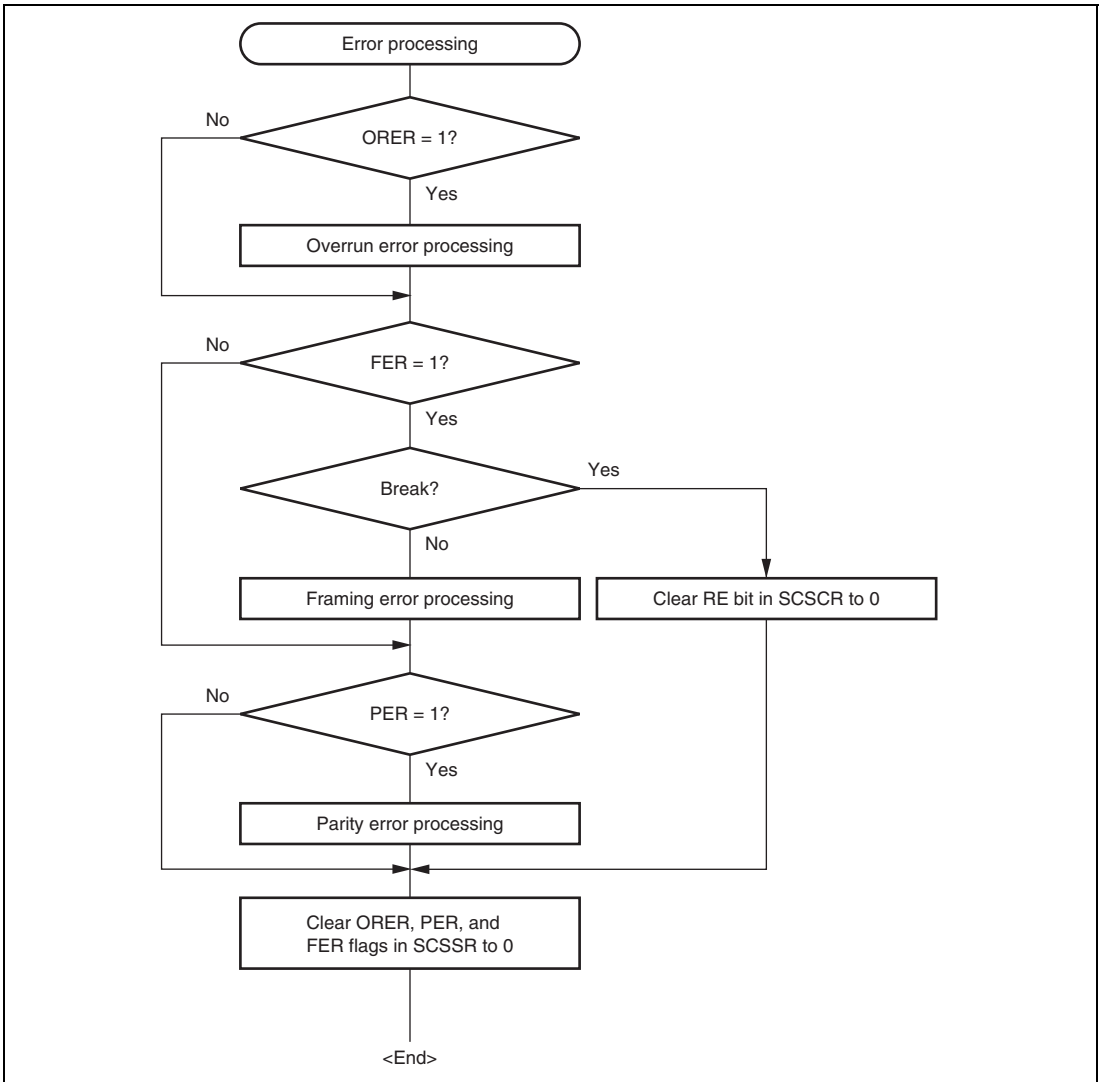 Error processing
No
ORER = 1?
Yes
Overrun error processing
No
FER = 1?
Yes
Yes
Break?
No
Framing error processing
Clear RE bit in SCSCR to 0
No
PER = 1?
Yes
Parity error processing
Clear ORER, PER, and
FER flags in SCSSR to 0
<End>